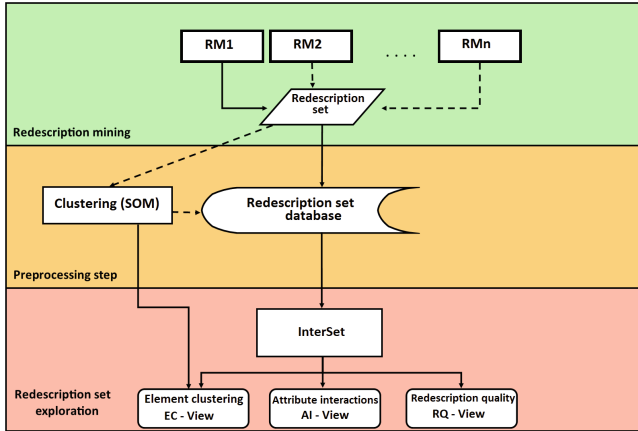 RM1
RM2
. . . .
RMn
Redescription
set
Redescription mining
Clustering (SOM)
Redescription set
database
Preprocessing step
InterSet
Redescription set
exploration
Element clustering
EC - View
Attribute interactions
AI - View
Redescription quality
RQ - View